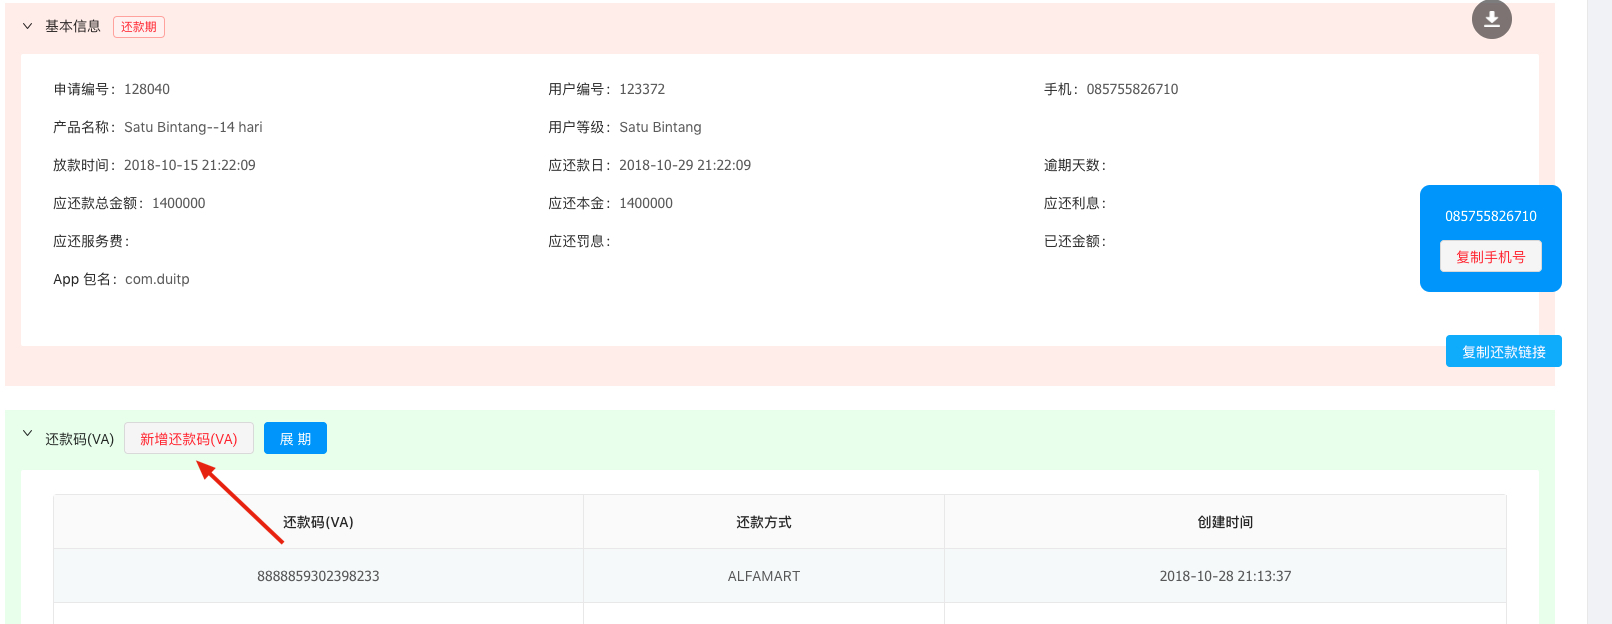 基本信息 还款期
申请编号：128040 用户编号：123372 手机：085755826710
产品名称：Satu Bintang--14 hari 用户等级：Satu Bintang
放款时间：2018-10-15 21:22:09 应还款日：2018-10-29 21:22:09 逾期天数：
应还款总金额：1400000 应还本金：1400000 应还利息：
085755826710
应还服务费： 应还罚息： 已还金额：
复制手机号
App 包名：com.duitp
复制还款链接
还款码(VA) 新增还款码(VA) 展 期
还款码(VA) 还款方式 创建时间
8888859302398233 ALFAMART 2018-10-28 21:13:37